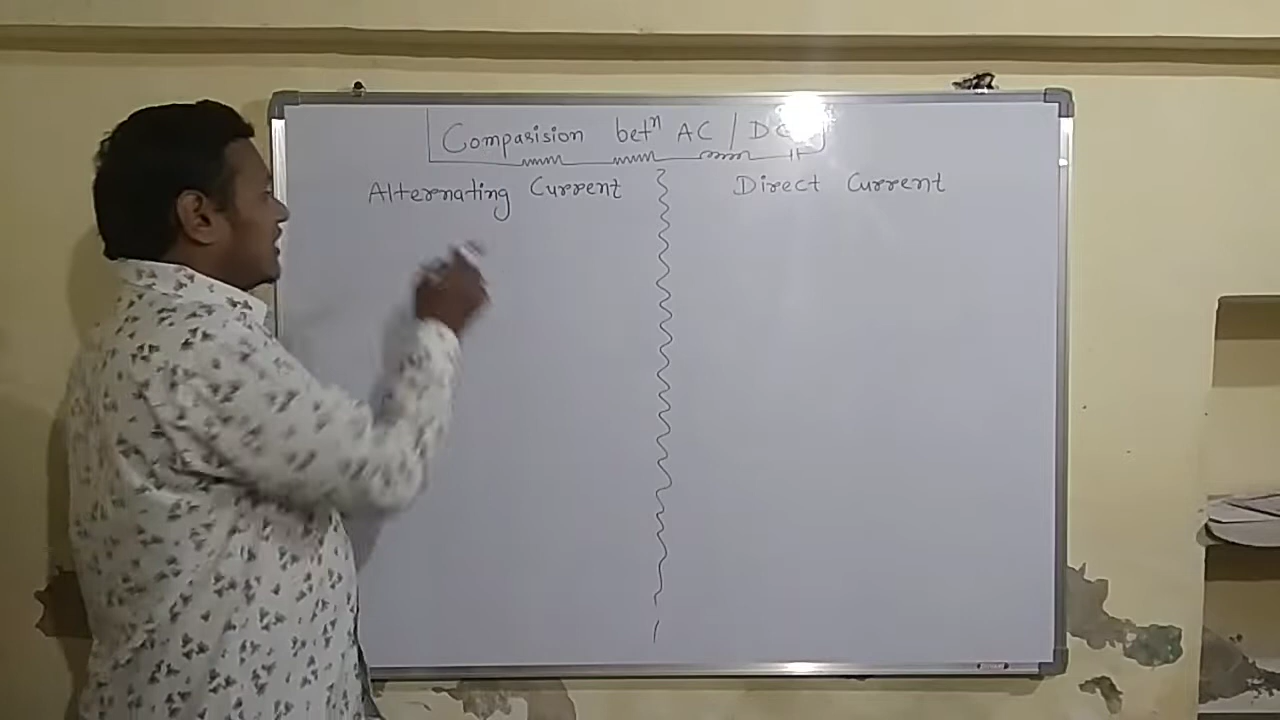 Comparision betⁿ AC / DC
Alternating Current
Direct Current